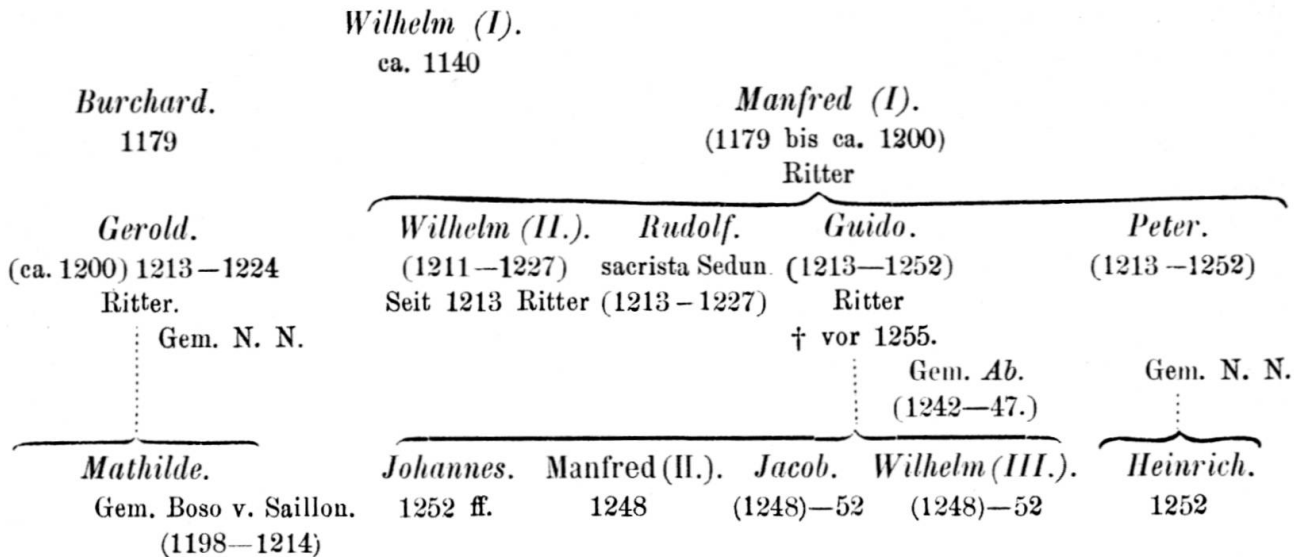 Wilhelm (I).
ca. 1140
Burchard. Manfred (I).
1179 (1179 bis ca. 1200)
Ritter
Gerold. Wilhelm (II.). Rudolf. Guido. Peter.
(ca. 1200) 1213–1224 (1211—1227) sacrista Sedun. (1213—1252) (1213–1252)
Ritter. Seit 1213 Ritter (1213–1227) Ritter
Gem. N. N. † vor 1255.
Gem. Ab. Gem. N. N.
(1242—47.)
Mathilde. Johannes. Manfred (II.). Jacob. Wilhelm (III.). Heinrich.
Gem. Boso v. Saillon. 1252 ff. 1248 (1248)—52 (1248)—52 1252
(1198—1214)